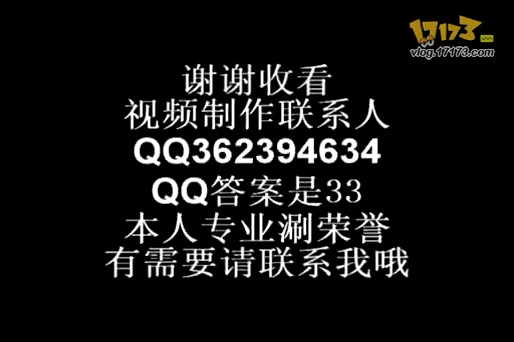 17173
vlog.17173.com
谢谢收看
视频制作联系人
QQ362394634
QQ答案是33
本人专业涮荣誉
有需要请联系我哦